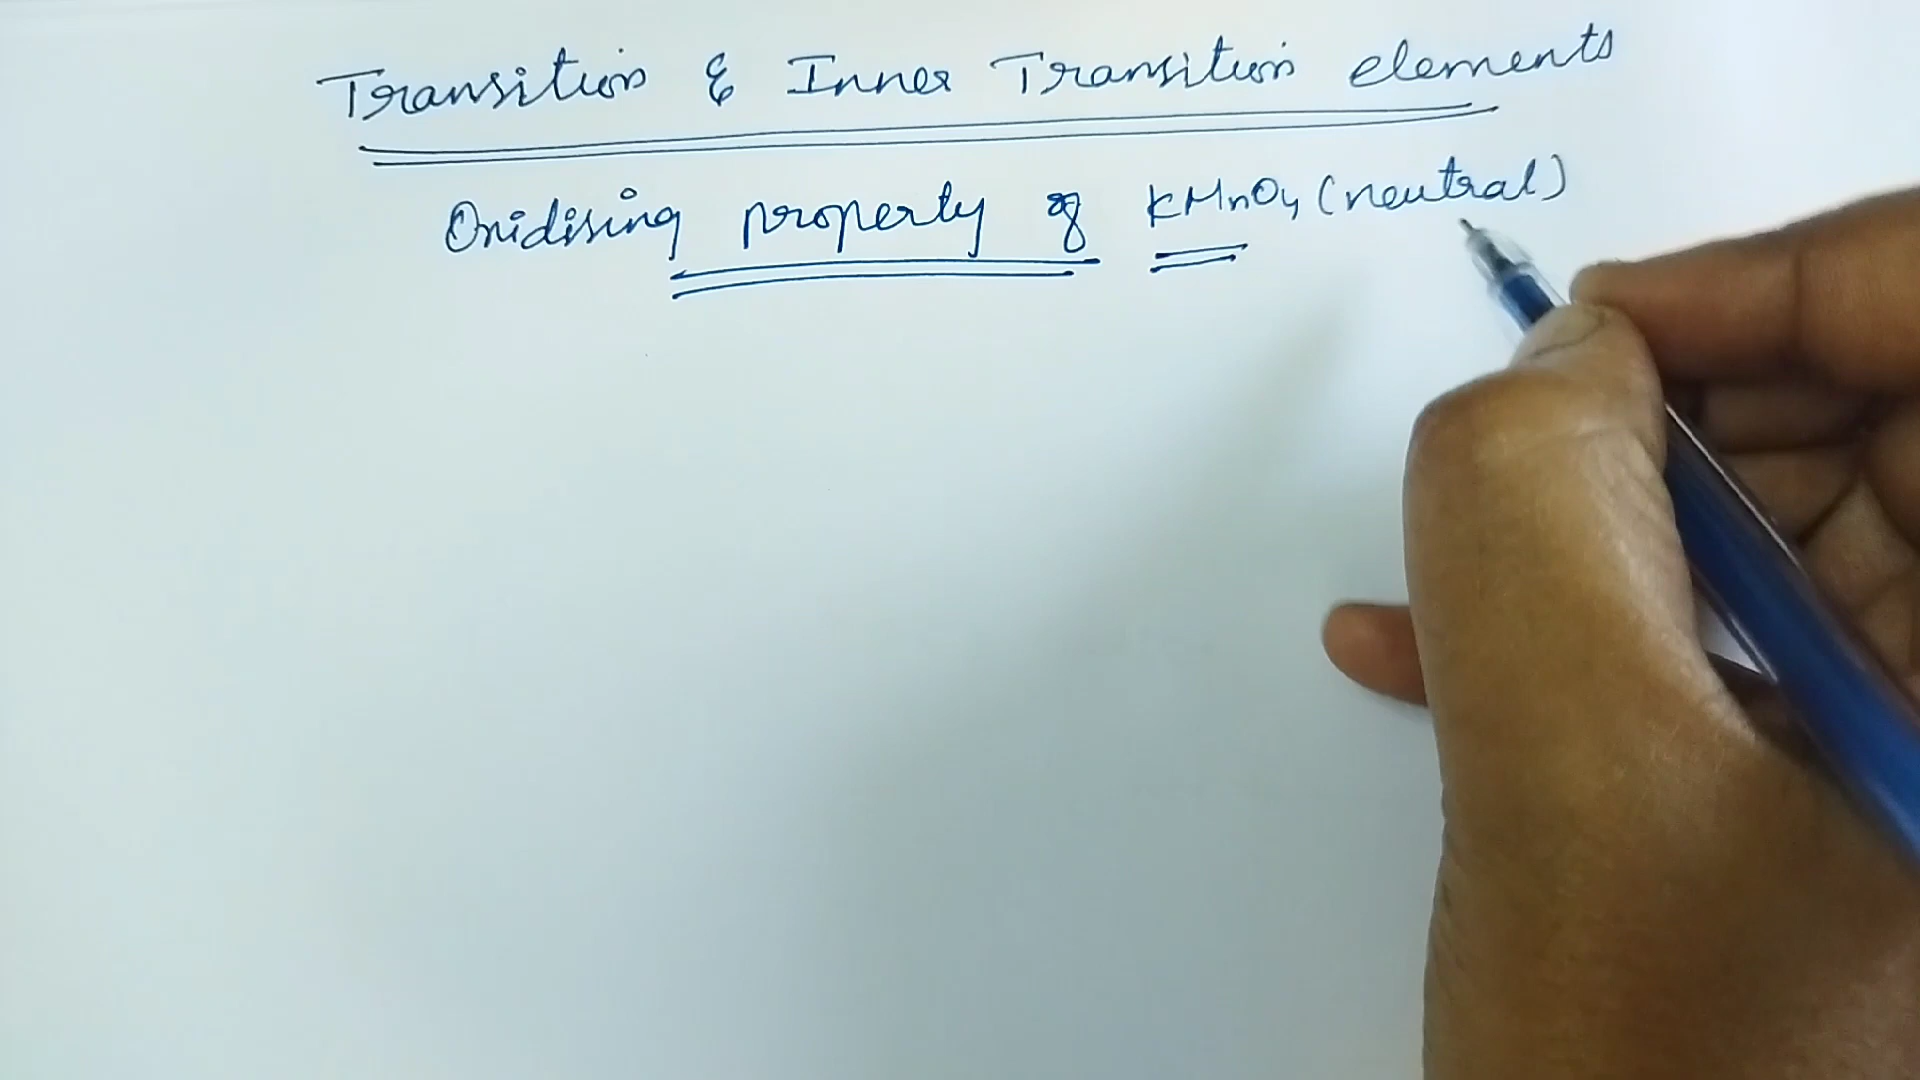 Transition & Inner Transition elements
Oxidising property of KMnO4 (neutral)